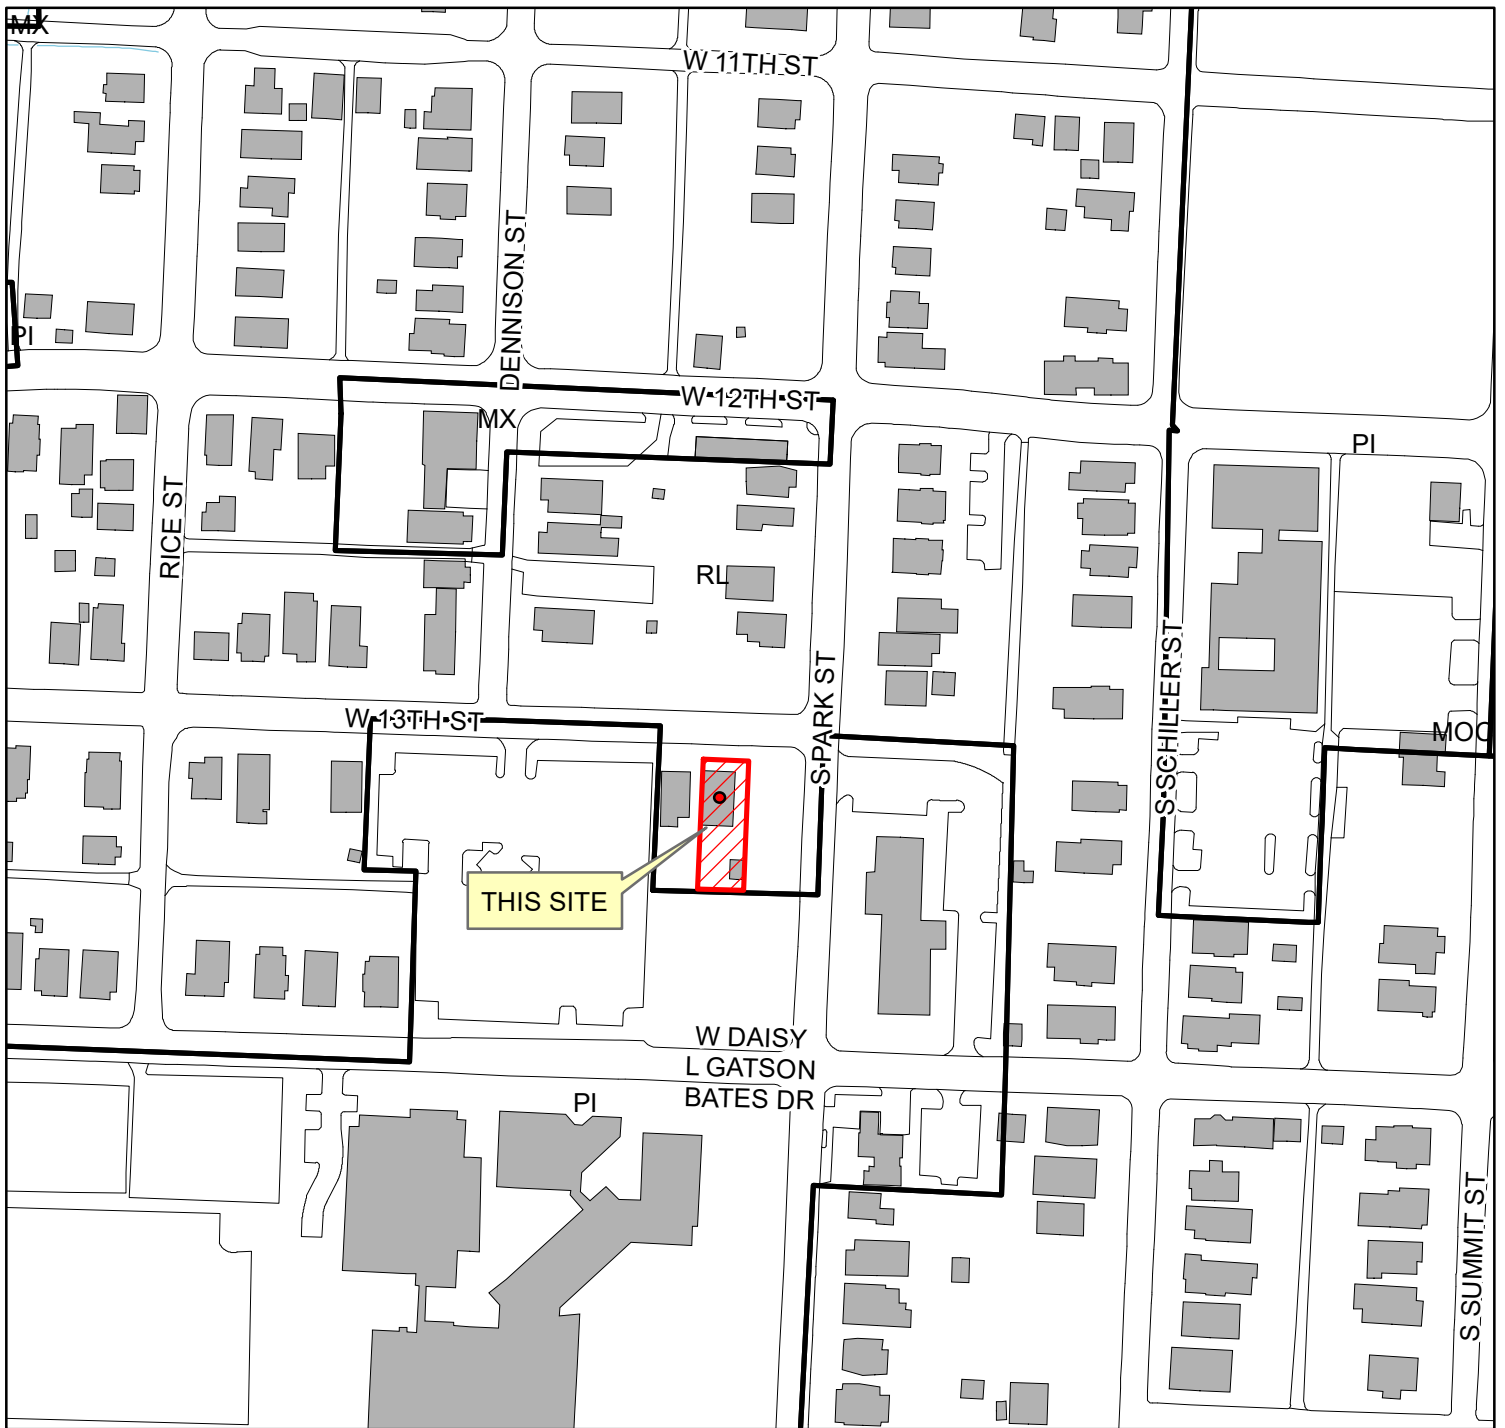 MX
W 11TH ST
DENNISON ST
PI
W 12TH ST
MX
PI
RICE ST
RL
S PARK ST
S SCHILLER ST
W 13TH ST
MOC
THIS SITE
W DAISY
L GATSON
BATES DR
PI
S SUMMIT ST